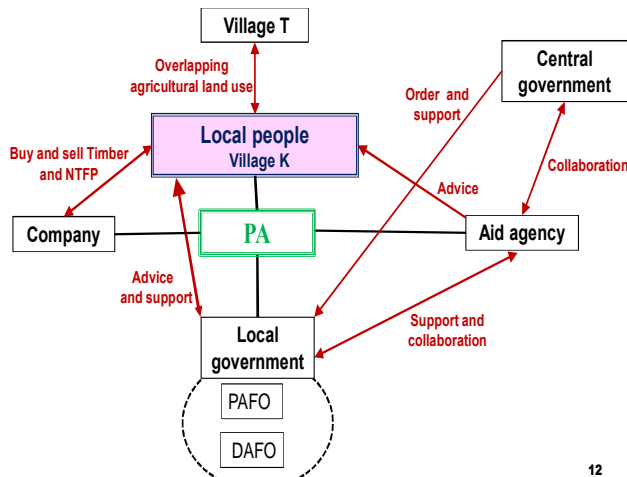 Village T
Overlapping
agricultural land use
Central
government
Order and
support
Local people
Village K
Buy and sell Timber
and NTFP
Advice
Collaboration
Company
PA
Aid agency
Advice
and support
Support and
collaboration
Local
government
PAFO
DAFO
12